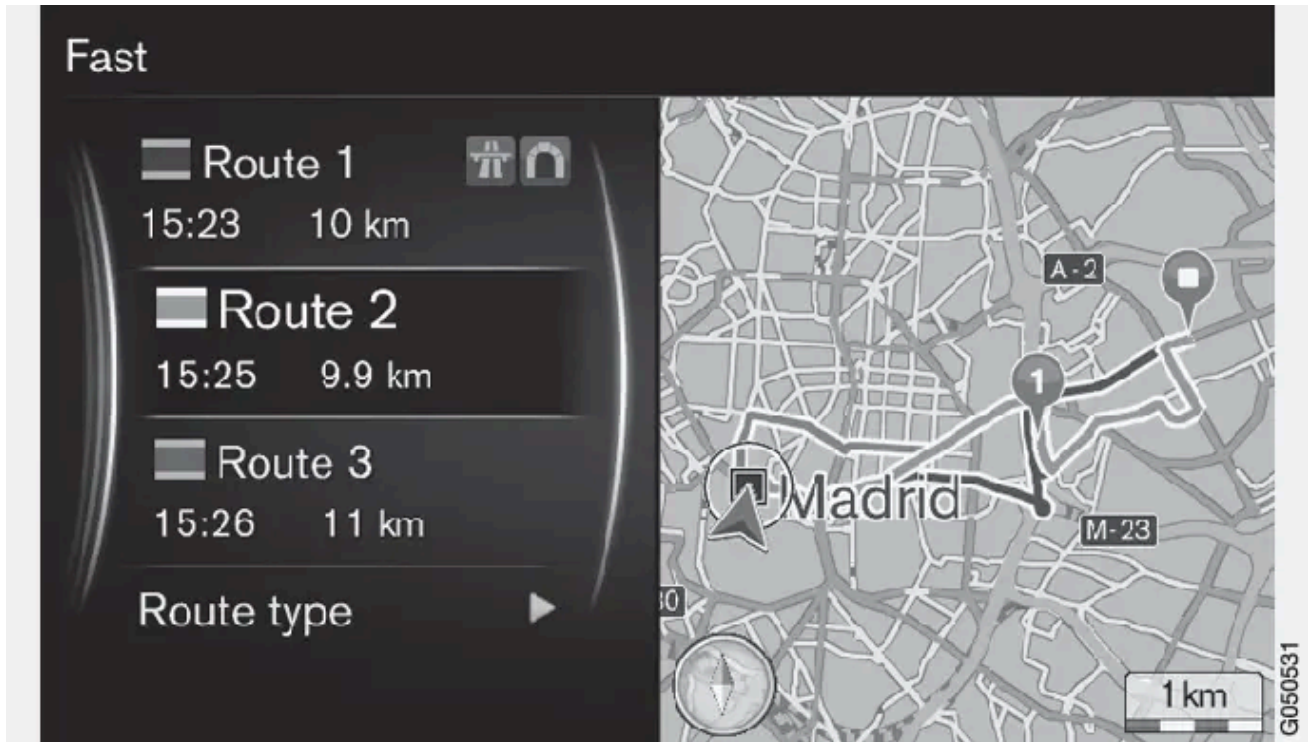 Fast
Route 1
15:23 10 km
Route 2
15:25 9.9 km
Route 3
15:26 11 km
Route type
A-2
1
Madrid
M-23
30
1 km
G050531